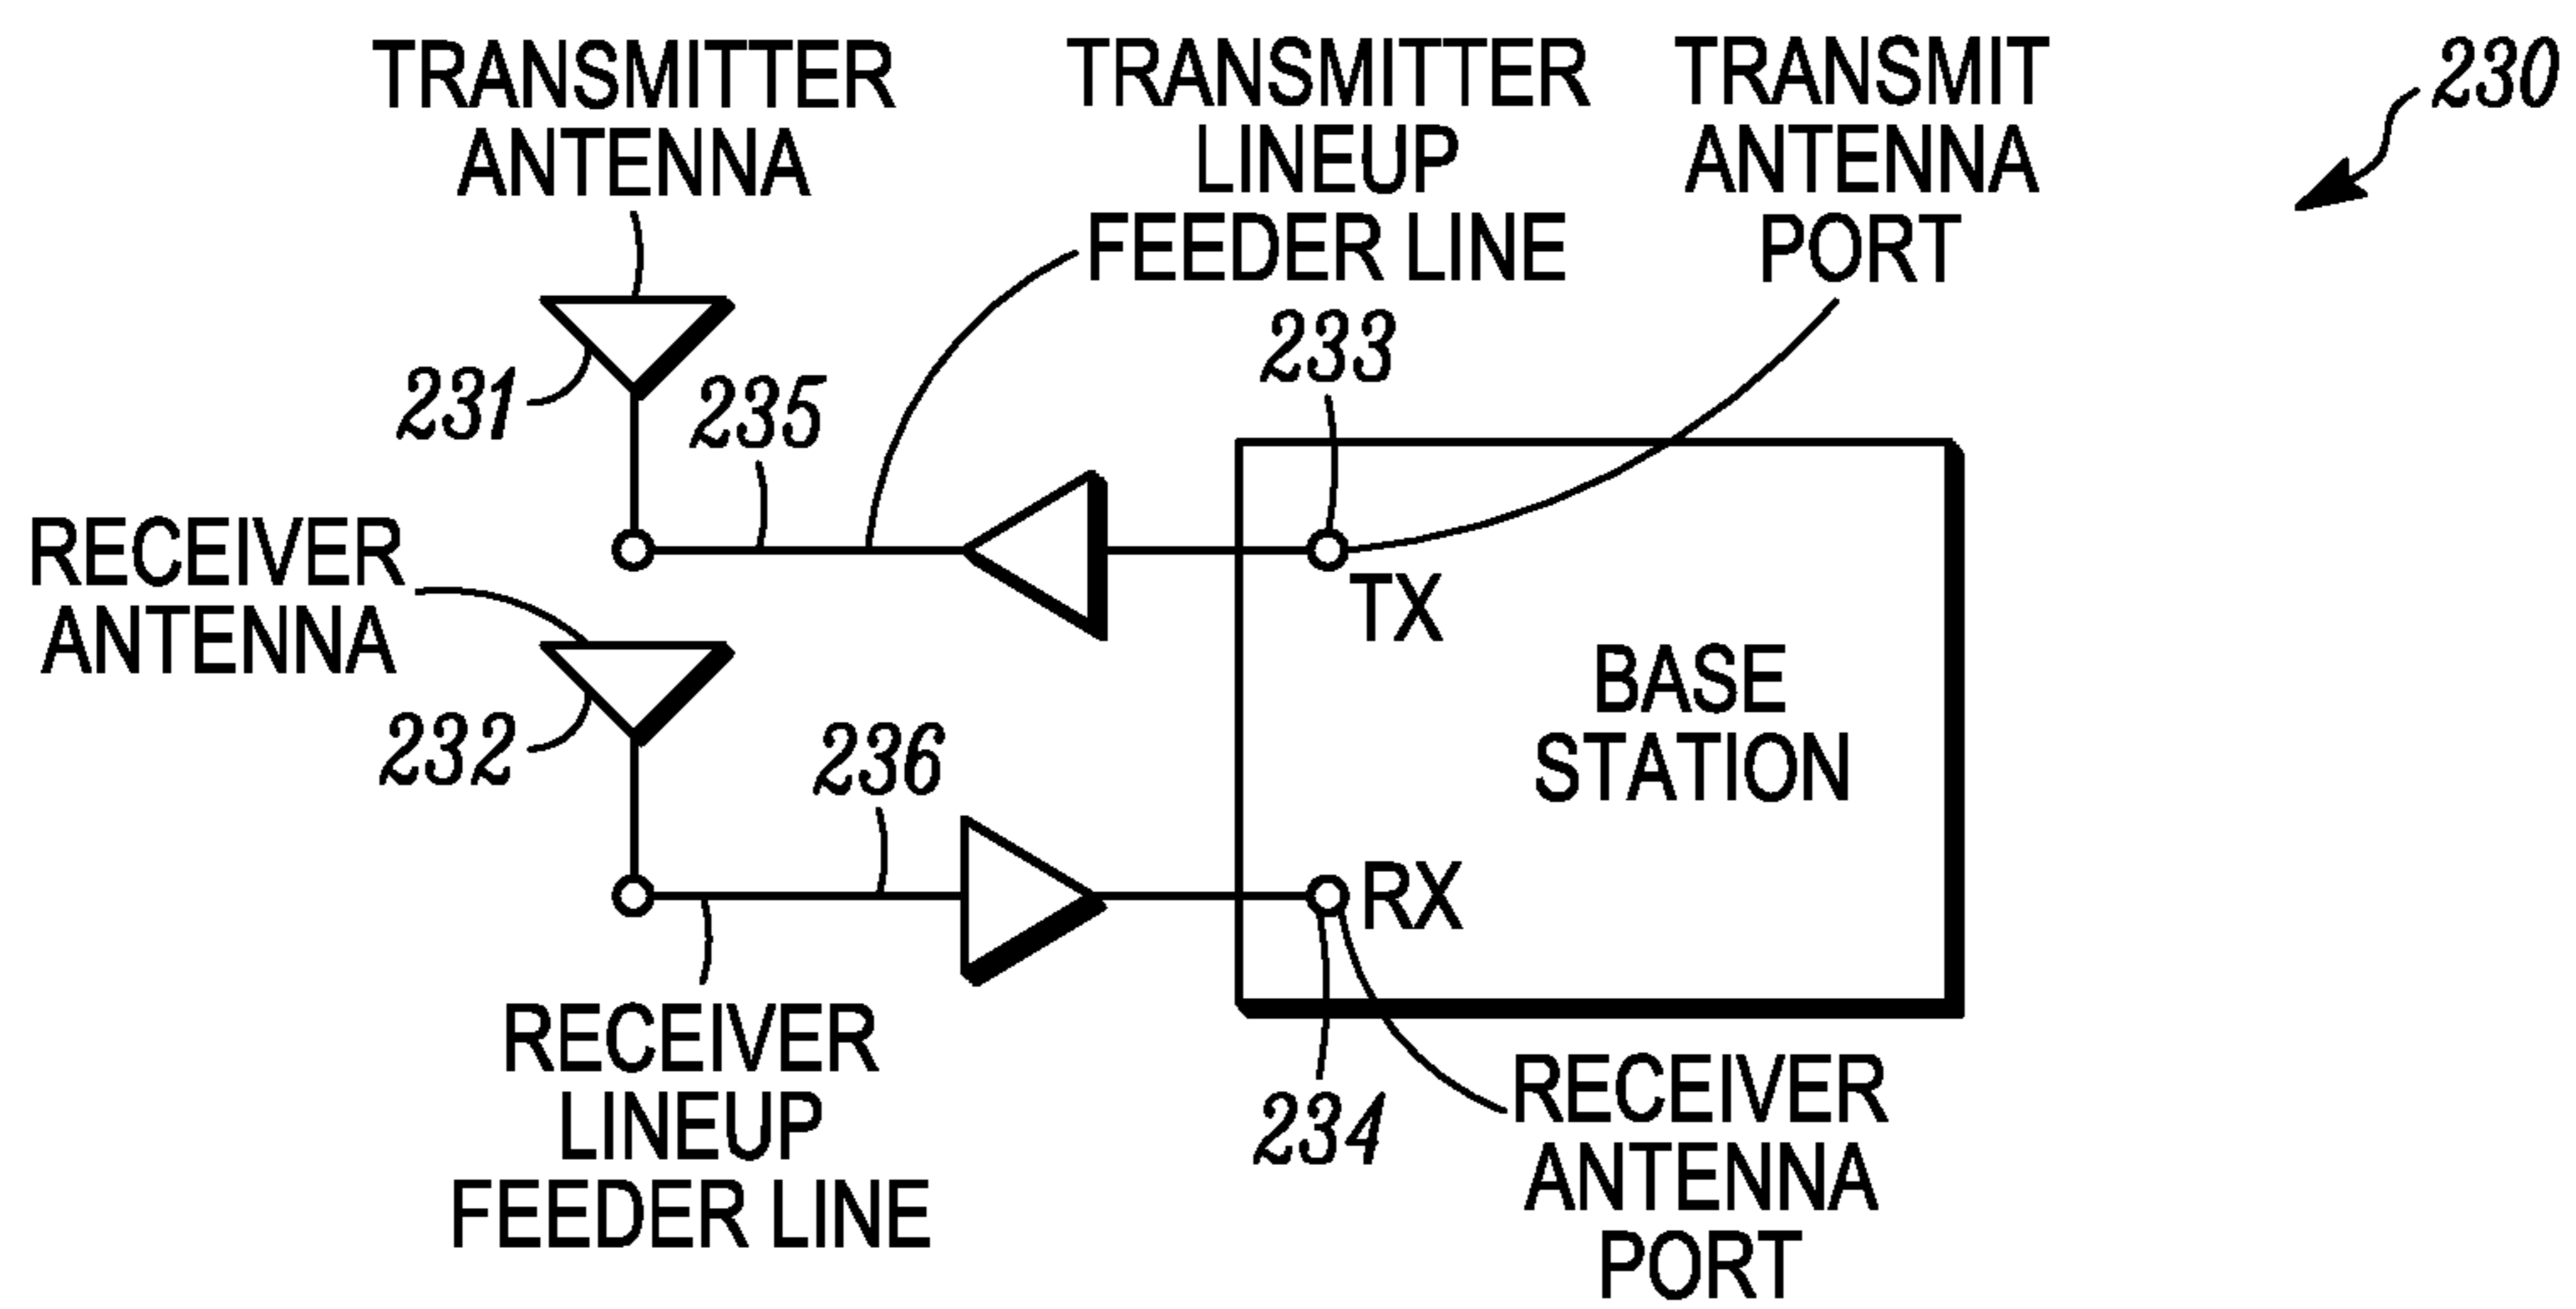 TRANSMITTER
ANTENNA
TRANSMITTER
LINEUP
FEEDER LINE
TRANSMIT
ANTENNA
PORT
230
231
235
233
TX
RECEIVER
ANTENNA
232
236
BASE
STATION
RX
RECEIVER
LINEUP
FEEDER LINE
234
RECEIVER
ANTENNA
PORT